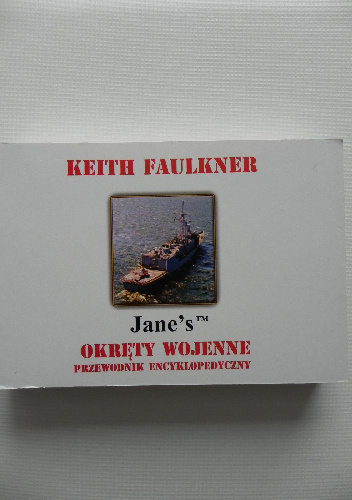 KEITH FAULKNER
Jane's™
OKRĘTY WOJENNE
PRZEWODNIK ENCYKLOPEDYCZNY